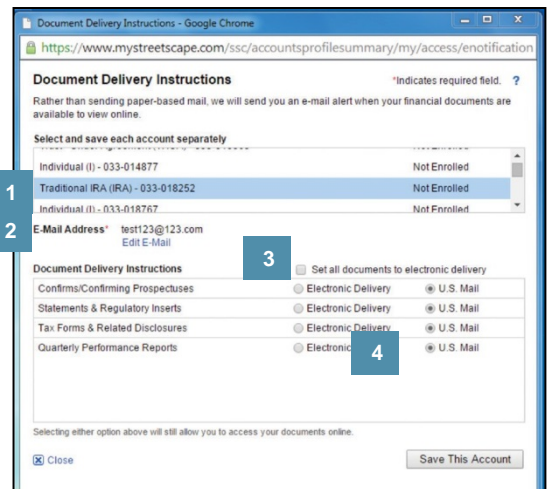 Document Delivery Instructions - Google Chrome
https://www.mystreetscape.com/ssc/accountsprofilesummary/my/access/enotification
Document Delivery Instructions *Indicates required field. ?
Rather than sending paper-based mail, we will send you an e-mail alert when your financial documents are
available to view online.
Select and save each account separately
Individual (I) - 033-014877 Not Enrolled
1 Traditional IRA (IRA) - 033-018252 Not Enrolled
Individual (I) - 033-018767 Not Enrolled
2 E-Mail Address* test123@123.com
Edit E-Mail
3
Document Delivery Instructions Set all documents to electronic delivery
Confirms/Confirming Prospectuses Electronic Delivery U.S. Mail
Statements & Regulatory Inserts Electronic Delivery U.S. Mail
Tax Forms & Related Disclosures Electronic Delivery U.S. Mail
Quarterly Performance Reports Electronic 4 U.S. Mail
Selecting either option above will still allow you to access your documents online.
Close Save This Account